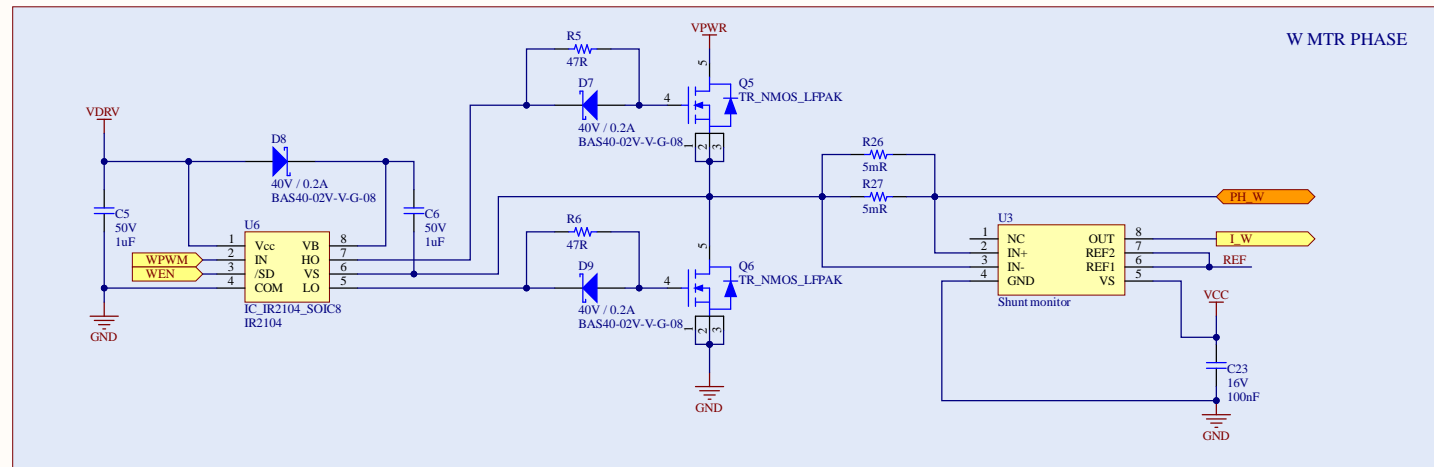 W MTR PHASE
VDRV
C5
50V
1uF
GND
D8
40V / 0.2A
BAS40-02V-V-G-08
C6
50V
1uF
WPWM
WEN
U6
1 Vcc VB 8
2 IN HO 7
3 /SD VS 6
4 COM LO 5
IC_IR2104_SOIC8
IR2104
R5
47R
D7
40V / 0.2A
BAS40-02V-V-G-08
VPWR
5
4
Q5
TR_NMOS_LFPAK
1 2 3
R6
47R
D9
40V / 0.2A
BAS40-02V-V-G-08
5
4
Q6
TR_NMOS_LFPAK
1 2 3
GND
R26
5mR
R27
5mR
PH_W
U3
1 NC OUT 8
2 IN+ REF2 7
3 IN- REF1 6
4 GND VS 5
Shunt monitor
I_W
REF
VCC
C23
16V
100nF
GND